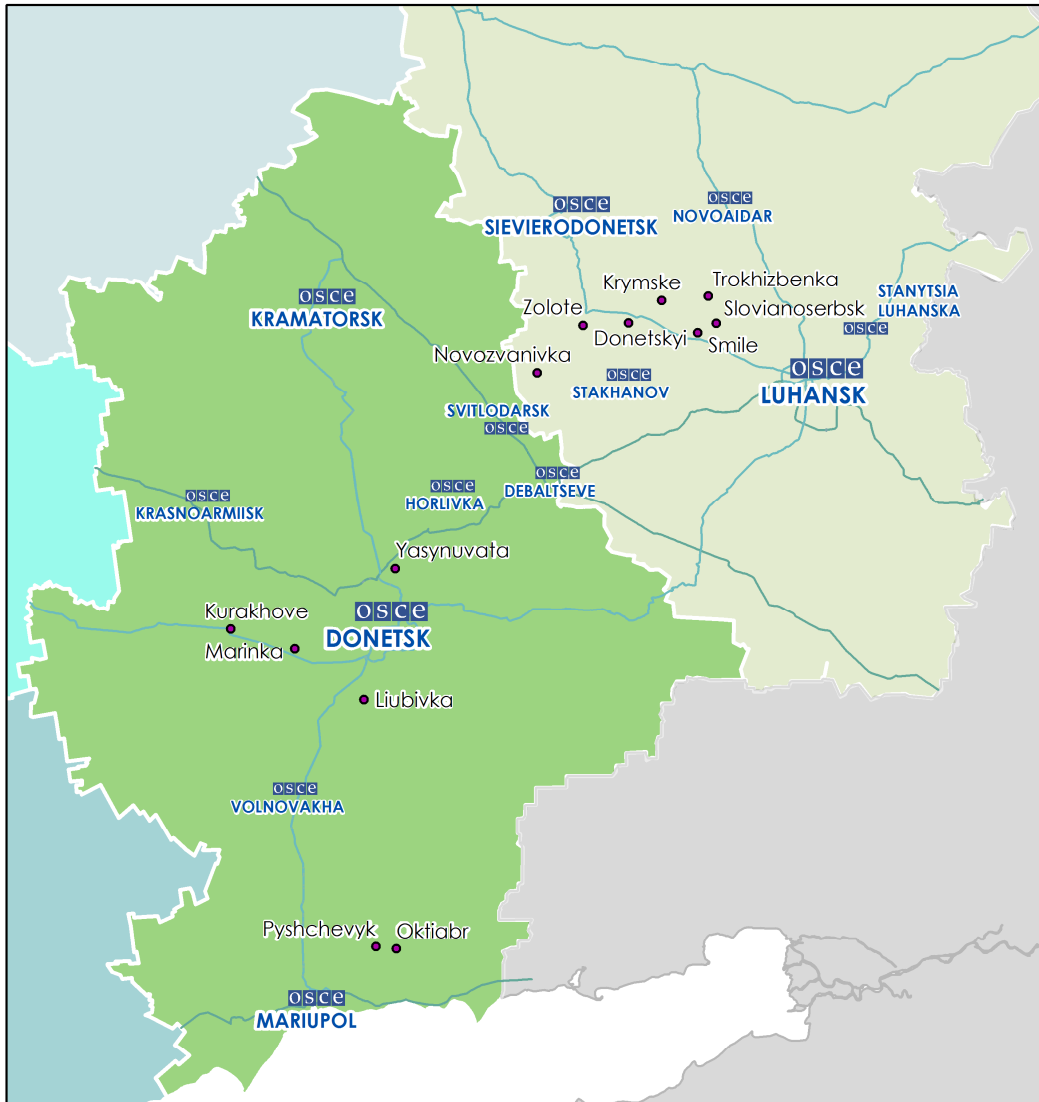 osce
SIEVIERODONETSK
osce
NOVOAIDAR
Krymske
Trokhizbenka
STANYTSIA
LUHANSKA
osce
osce
KRAMATORSK
Zolote
Slovianoserbsk
Donetskyi
Smile
Novozvanivka
osce
STAKHANOV
osce
LUHANSK
SVITLODARSK
osce
osce
DEBALTSEVE
osce
HORLIVKA
osce
KRASNOARMIISK
Yasynuvata
Kurakhove
osce
DONETSK
Marinka
Liubivka
osce
VOLNOVAKHA
Pyshchevyk
Oktiabr
osce
MARIUPOL